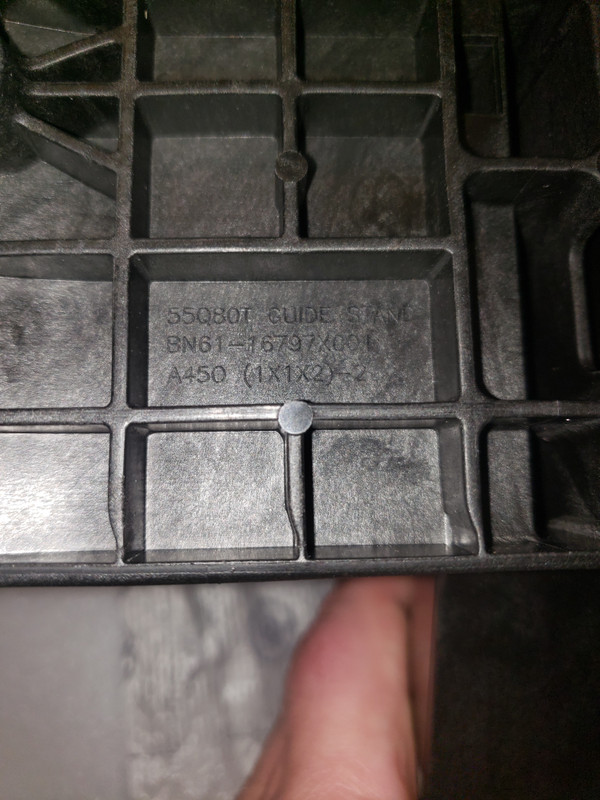 55Q80T GUIDE STAND
BN61-16797X001
A450 (1X1X2)-2